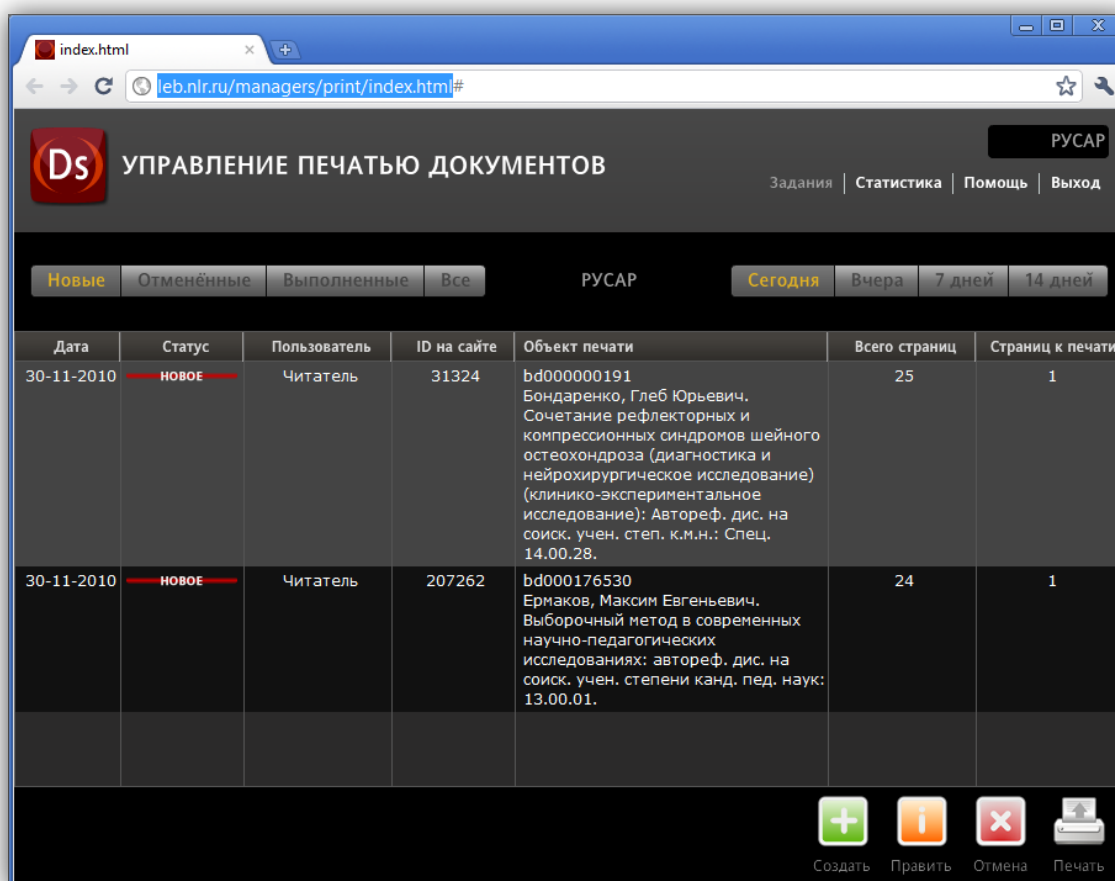 index.html
leb.nlr.ru/managers/print/index.html#
Ds УПРАВЛЕНИЕ ПЕЧАТЬЮ ДОКУМЕНТОВ
РУСАР
Задания Статистика Помощь Выход
Новые Отменённые Выполненные Все РУСАР Сегодня Вчера 7 дней 14 дней
Дата Статус Пользователь ID на сайте Объект печати Всего страниц Страниц к печати
30-11-2010 НОВОЕ Читатель 31324 bd000000191 25 1
Бондаренко, Глеб Юрьевич.
Сочетание рефлекторных и
компрессионных синдромов шейного
остеохондроза (диагностика и
нейрохирургическое исследование)
(клинико-экспериментальное
исследование): Автореф. дис. на
соиск. учен. степ. к.м.н.: Спец.
14.00.28.
30-11-2010 НОВОЕ Читатель 207262 bd000176530 24 1
Ермаков, Максим Евгеньевич.
Выборочный метод в современных
научно-педагогических
исследованиях: автореф. дис. на
соиск. учен. степени канд. пед. наук:
13.00.01.
Создать Править Отмена Печать